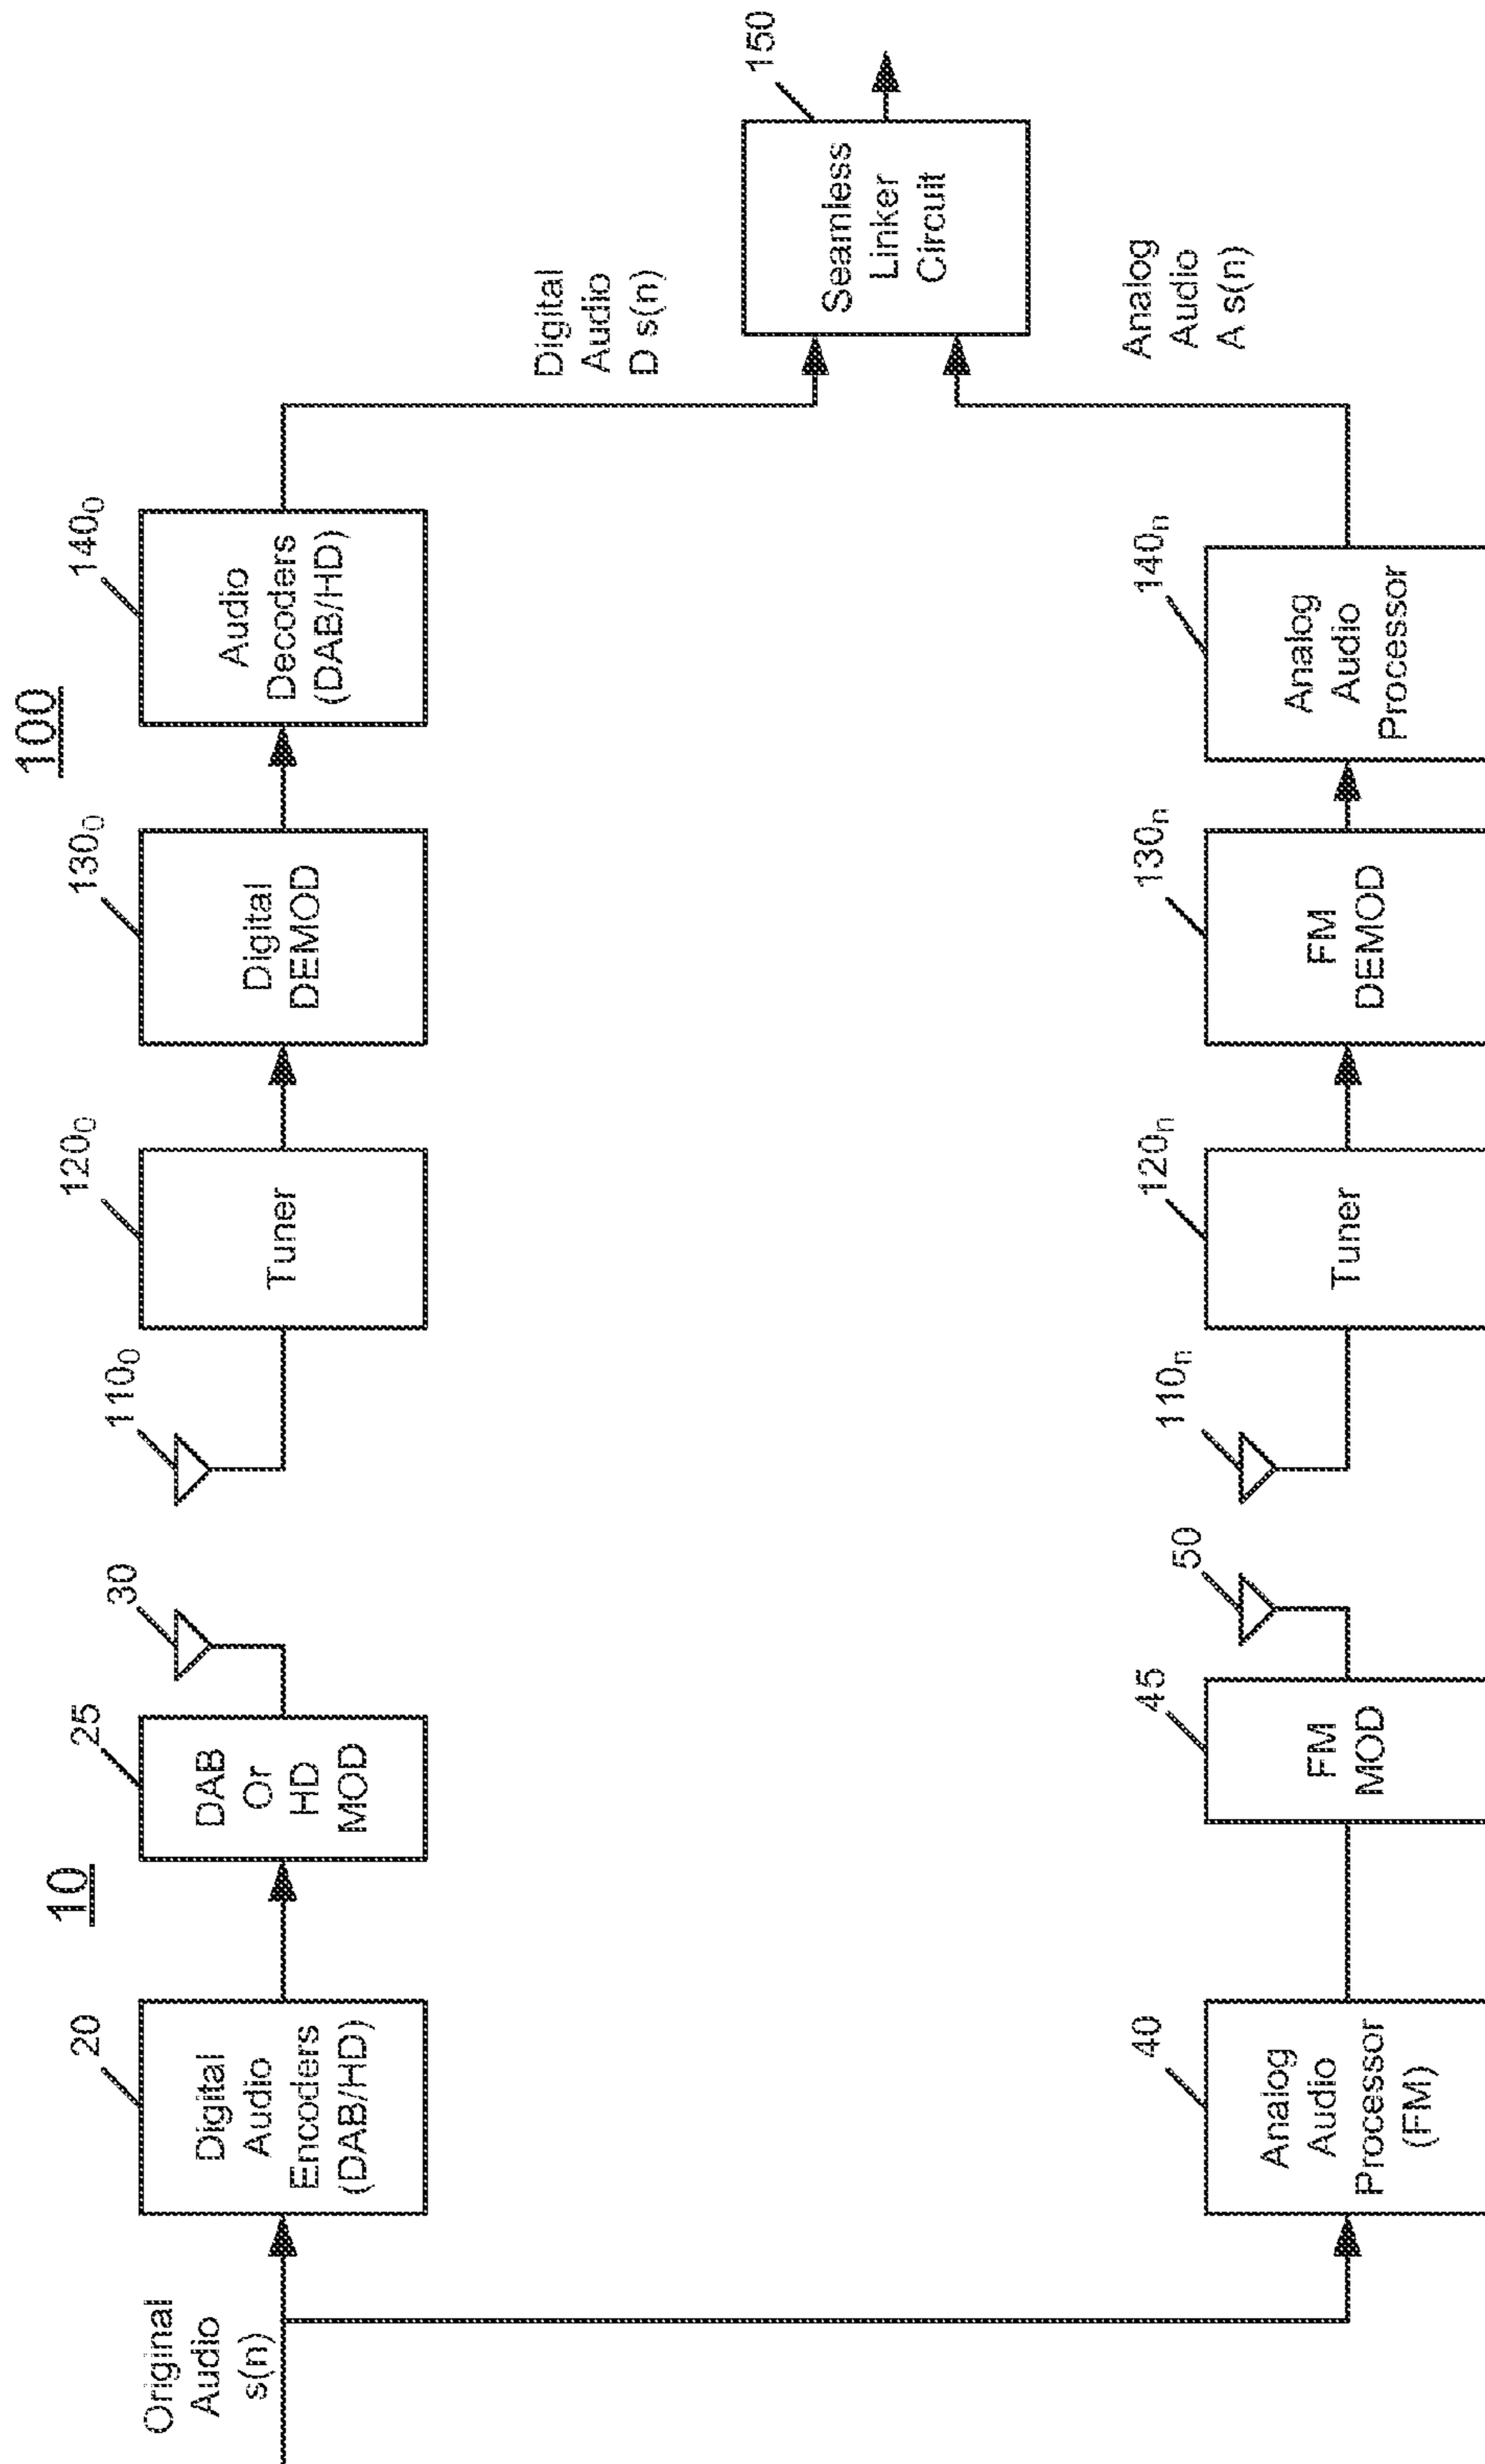 10
100
Original
Audio
s(n)
20
Digital
Audio
Encoders
(DAB/HD)
25
DAB
Or
HD
MOD
30
110₀
120₀
Tuner
130₀
Digital
DEMOD
140₀
Audio
Decoders
(DAB/HD)
Digital
Audio
D s(n)
150
Seamless
Linker
Circuit
Analog
Audio
A s(n)
40
Analog
Audio
Processor
(FM)
45
FM
MOD
50
110ₙ
120ₙ
Tuner
130ₙ
FM
DEMOD
140ₙ
Analog
Audio
Processor